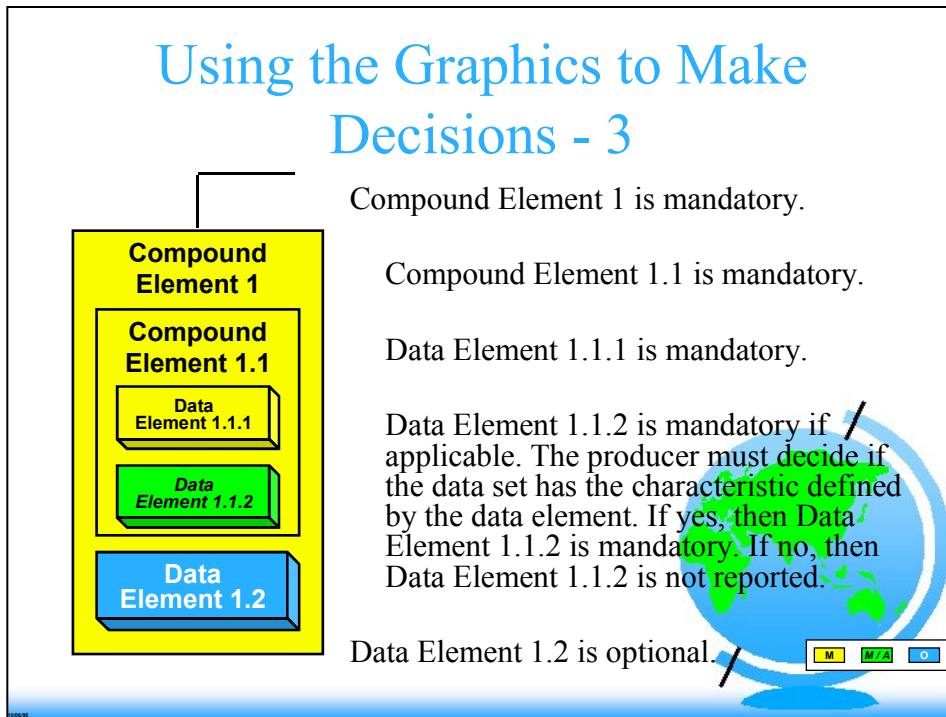 Using the Graphics to Make
Decisions - 3
Compound
Element 1
Compound
Element 1.1
Data
Element 1.1.1
Data
Element 1.1.2
Data
Element 1.2
Compound Element 1 is mandatory.
Compound Element 1.1 is mandatory.
Data Element 1.1.1 is mandatory.
Data Element 1.1.2 is mandatory if
applicable. The producer must decide if
the data set has the characteristic defined
by the data element. If yes, then Data
Element 1.1.2 is mandatory. If no, then
Data Element 1.1.2 is not reported.
Data Element 1.2 is optional.
M M / A O